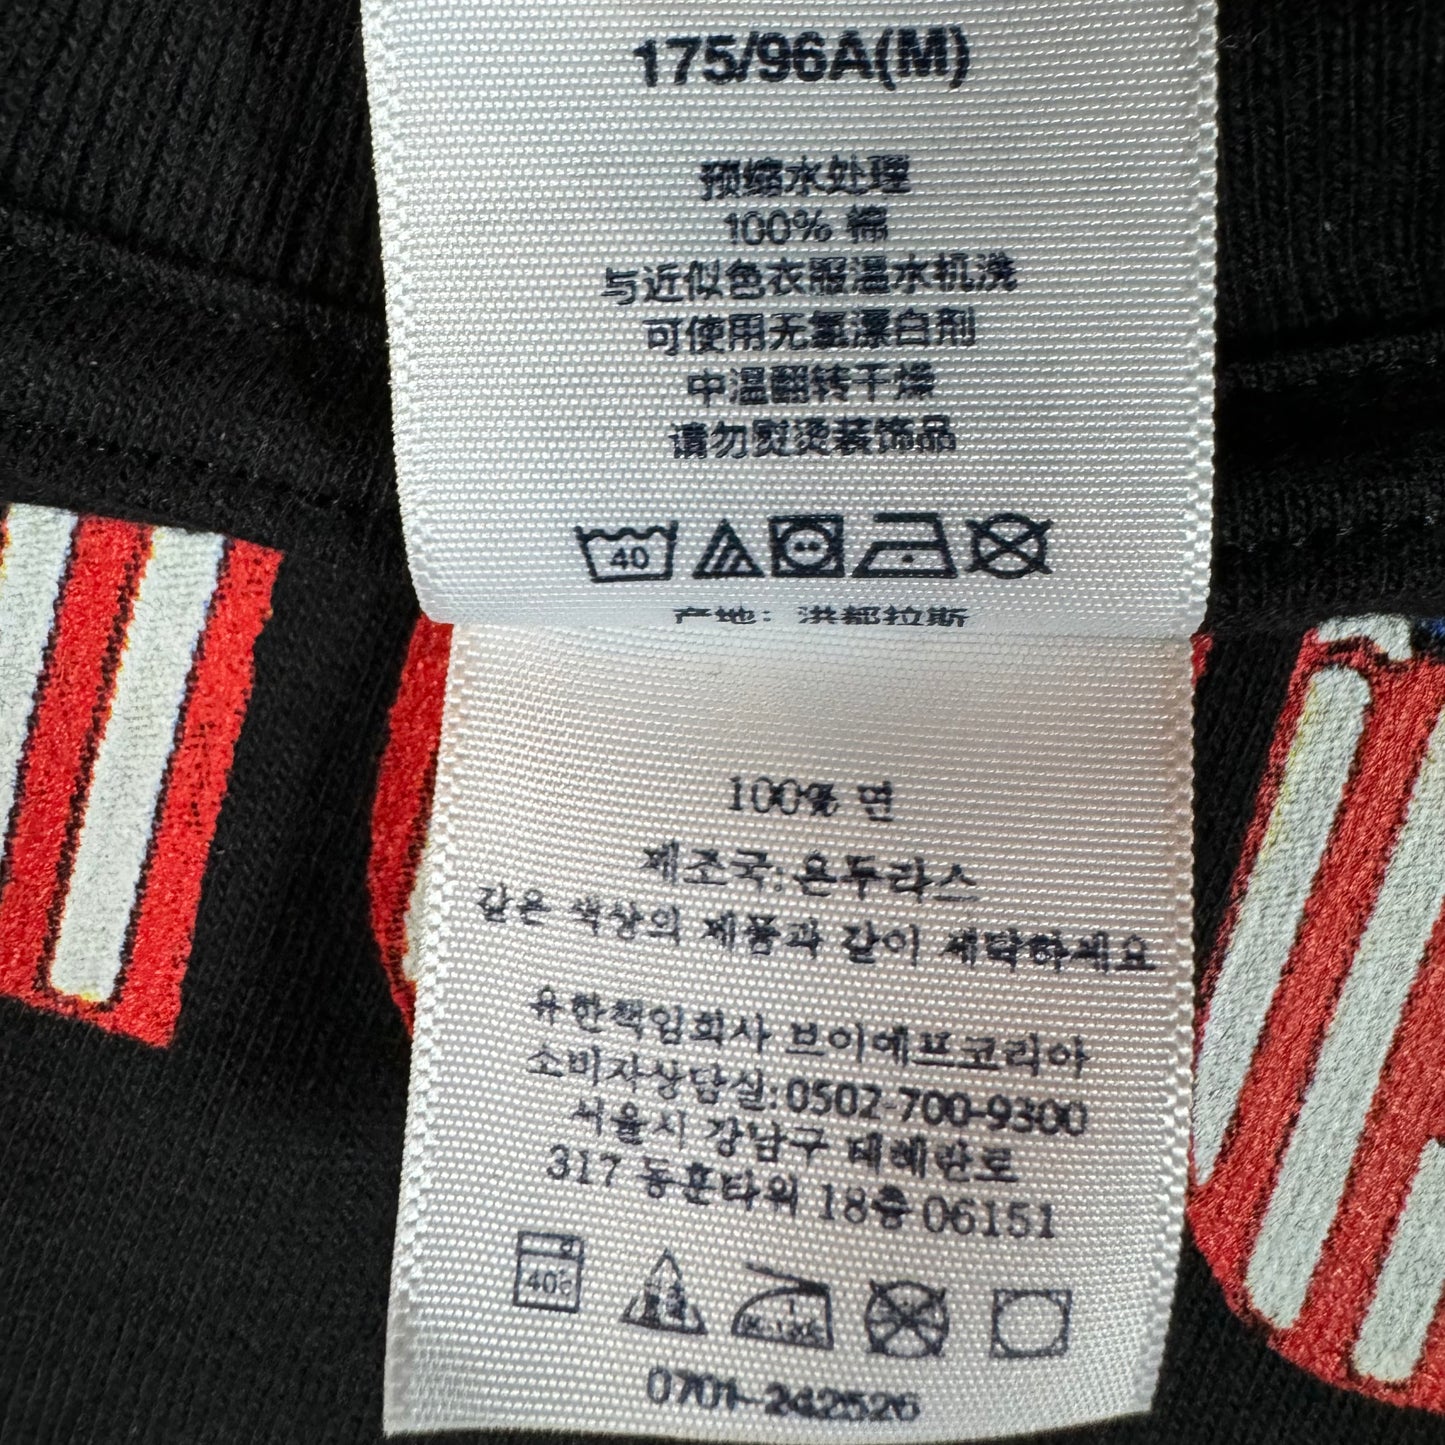 175/96A(M)
预缩水处理
100% 棉
与近似色衣服温水机洗
可使用无氯漂白剂
中温翻转干燥
请勿熨烫装饰品
40
产地: 洪都拉斯
100% 면
제조국: 온두라스
같은 색상의 제품과 같이 세탁하세요
유한책임회사 브이에프코리아
소비자상담실:0502-700-9300
서울시 강남구 테헤란로
317 동훈타워 18층 06151
40℃
0701-242526